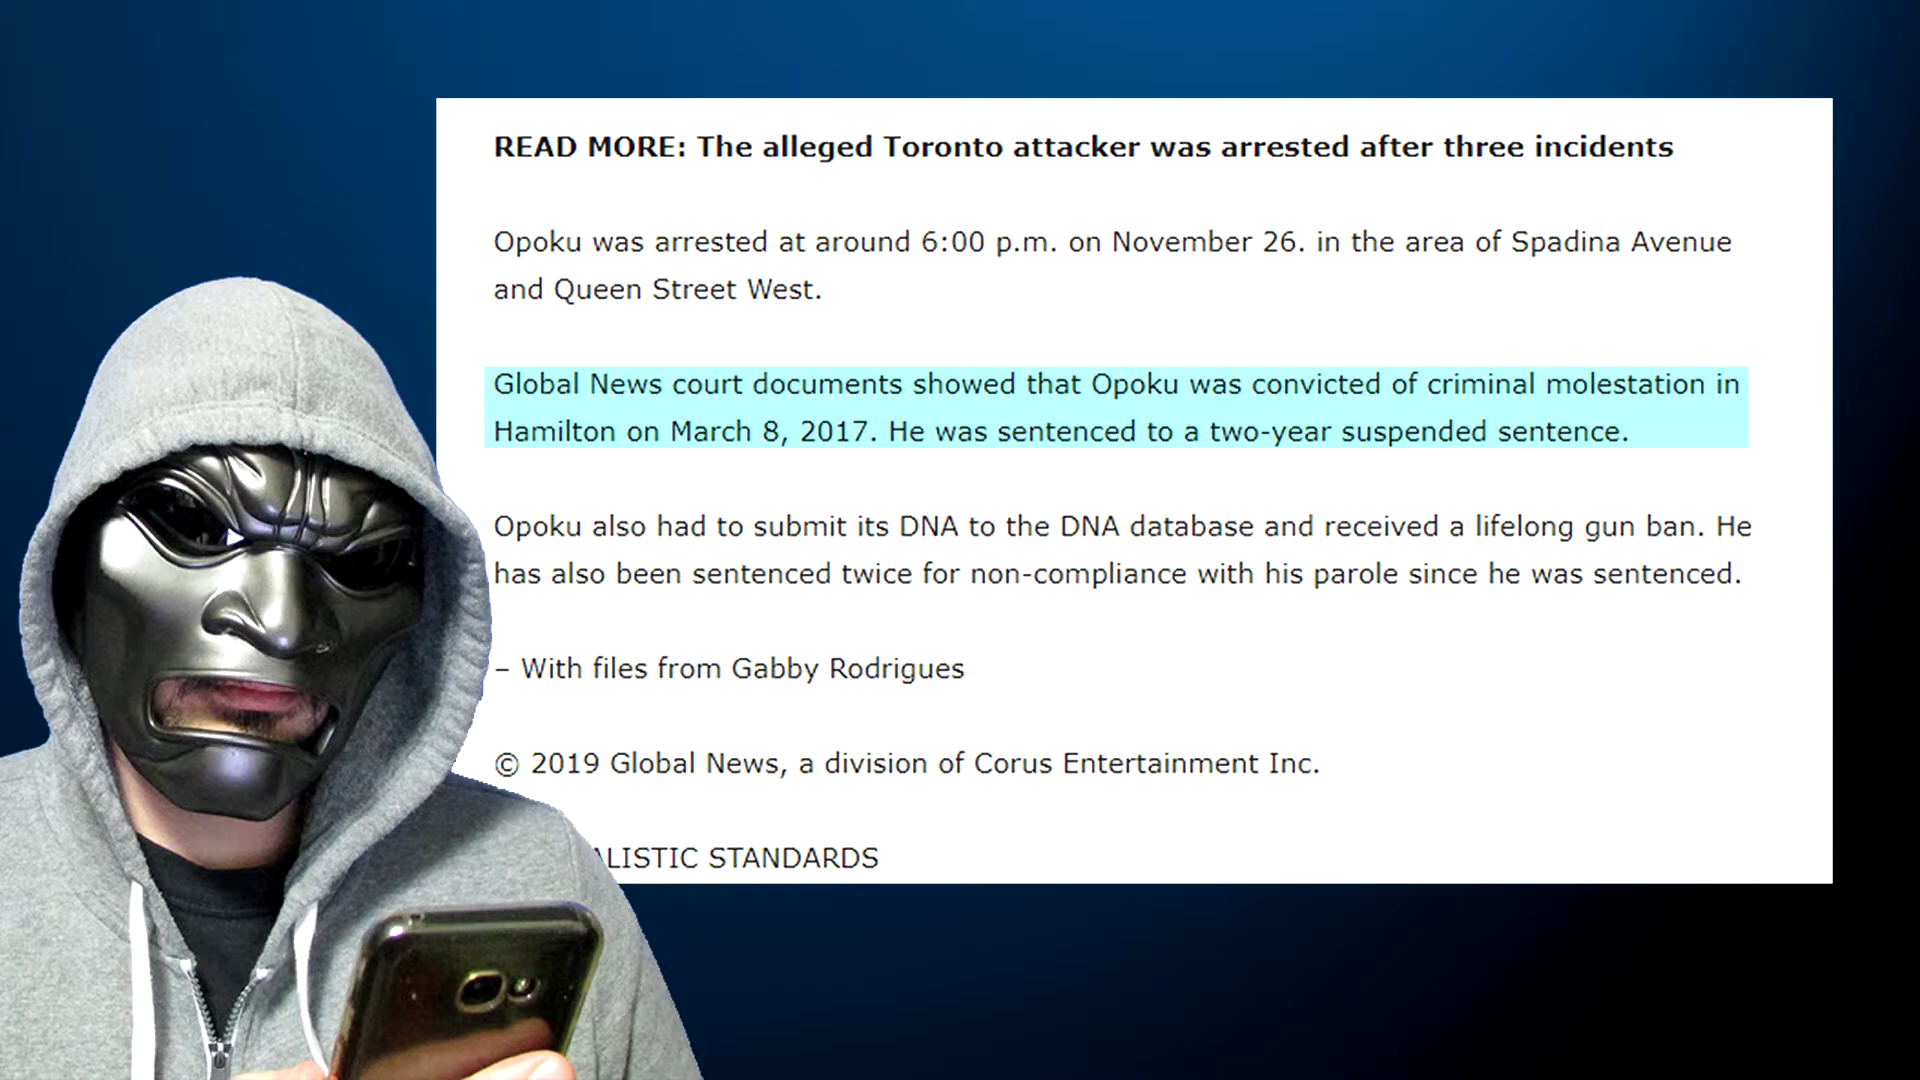 READ MORE: The alleged Toronto attacker was arrested after three incidents
Opoku was arrested at around 6:00 p.m. on November 26. in the area of Spadina Avenue
and Queen Street West.
Global News court documents showed that Opoku was convicted of criminal molestation in
Hamilton on March 8, 2017. He was sentenced to a two-year suspended sentence.
Opoku also had to submit its DNA to the DNA database and received a lifelong gun ban. He
has also been sentenced twice for non-compliance with his parole since he was sentenced.
– With files from Gabby Rodrigues
© 2019 Global News, a division of Corus Entertainment Inc.
STANDARDS